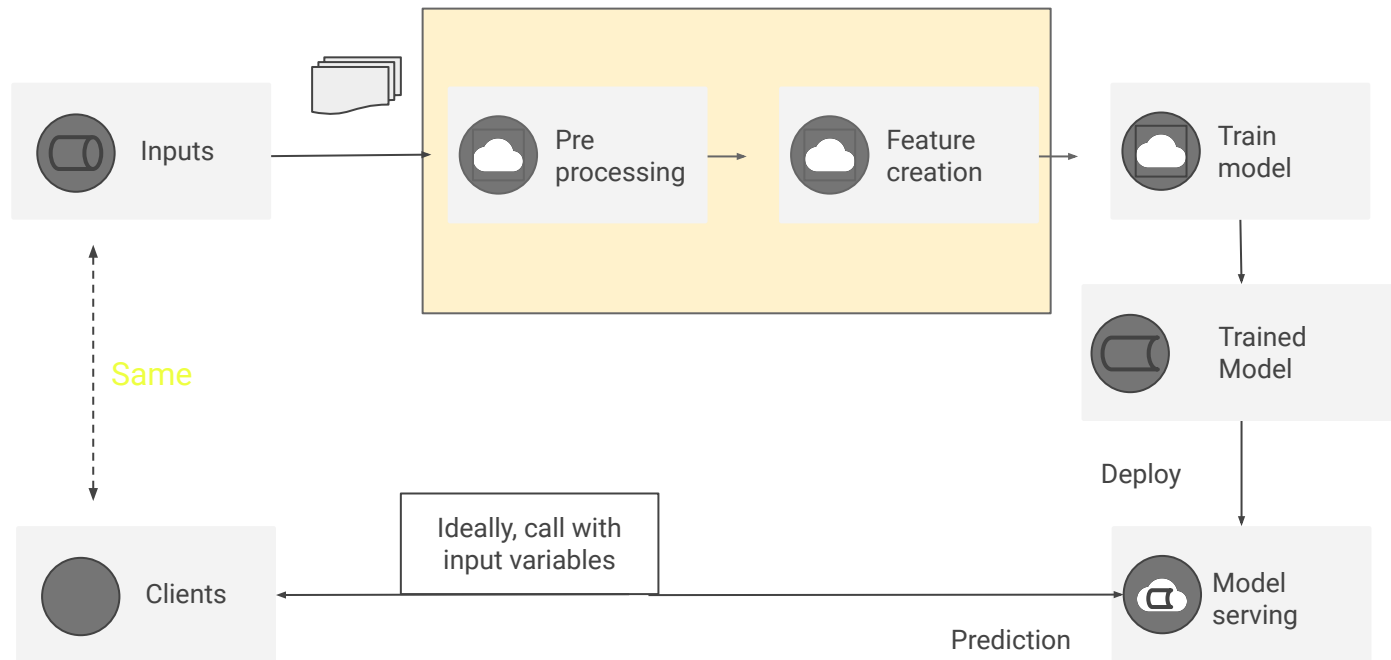 Inputs
Pre
processing
Feature
creation
Train
model
Trained
Model
Same
Deploy
Ideally, call with
input variables
Clients
Model
serving
Prediction